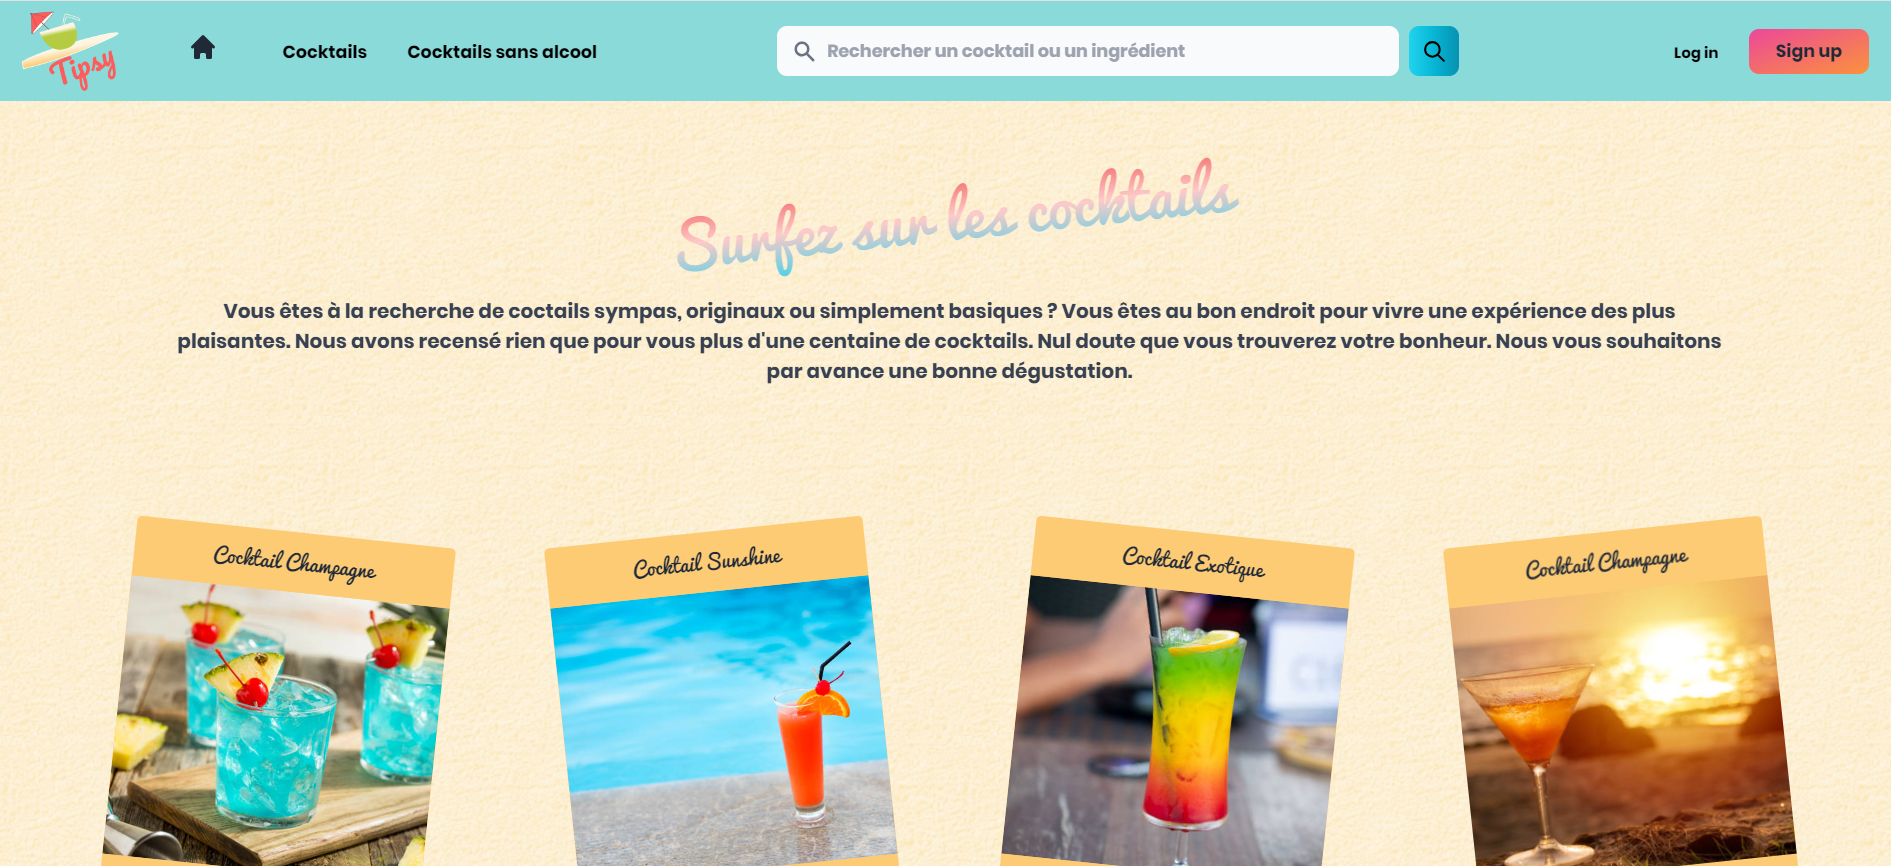 Tipsy
Cocktails
Cocktails sans alcool
Rechercher un cocktail ou un ingrédient
Log in
Sign up
Surfez sur les cocktails
Vous êtes à la recherche de coctails sympas, originaux ou simplement basiques ? Vous êtes au bon endroit pour vivre une expérience des plus
plaisantes. Nous avons recensé rien que pour vous plus d'une centaine de cocktails. Nul doute que vous trouverez votre bonheur. Nous vous souhaitons
par avance une bonne dégustation.
Cocktail Champagne
Cocktail Sunshine
Cocktail Exotique
Cocktail Champagne